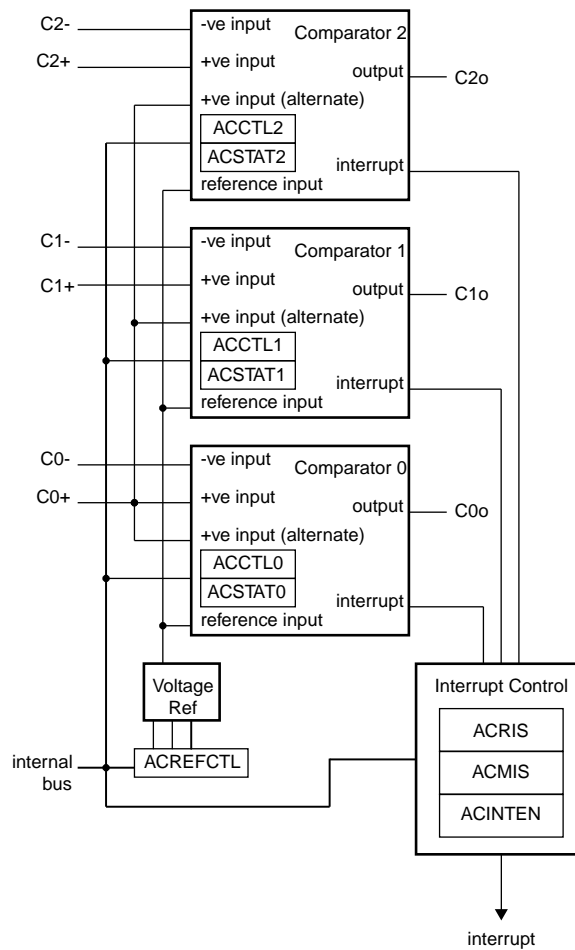 C2-
-ve input
Comparator 2
C2+
+ve input
output
C2o
+ve input (alternate)
ACCTL2
ACSTAT2
interrupt
reference input
C1-
-ve input
Comparator 1
C1+
+ve input
output
C1o
+ve input (alternate)
ACCTL1
ACSTAT1
interrupt
reference input
C0-
-ve input
Comparator 0
C0+
+ve input
output
C0o
+ve input (alternate)
ACCTL0
ACSTAT0
interrupt
reference input
Voltage
Ref
Interrupt Control
ACRIS
internal
bus
ACREFCTL
ACMIS
ACINTEN
interrupt